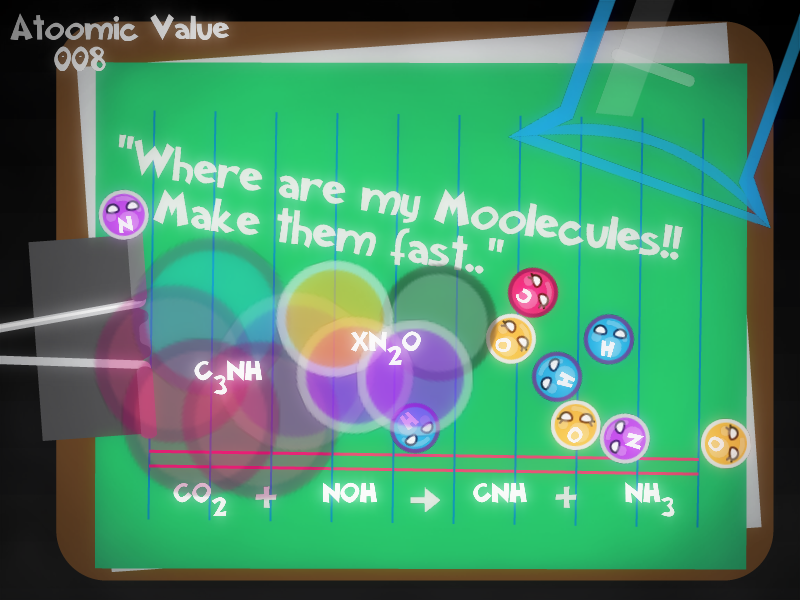 Atoomic Value
008
"Where are my Moolecules!!
Make them fast.."
N
C
O
H
H
C₃NH
XN₂O
H
O
N
O
CO₂ + NOH → CNH + NH₃